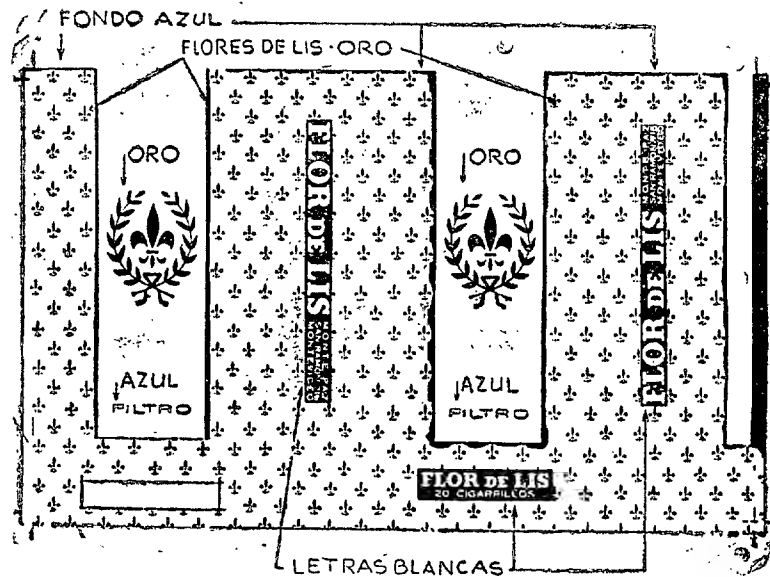 FONDO AZUL
FLORES DE LIS · ORO
ORO
ORO
FLOR DE LIS
FLOR DE LIS
AZUL
FILTRO
AZUL
FILTRO
FLOR DE LIS
20 CIGARRILLOS
LETRAS BLANCAS